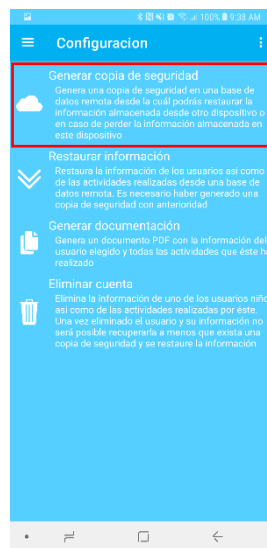 100% 9:38 AM
Configuracion
Generar copia de seguridad
Genera una copia de seguridad en una base de
datos remota desde la cuál podrás restaurar la
información almacenada desde otro dispositivo o
en caso de perder la información almacenada en
este dispositivo
Restaurar información
Restaura la información de los usuarios asi como
de las actividades realizadas desde una base de
datos remota. Es necesario haber generado una
copia de seguridad con anterioridad
Generar documentación
Genera un documento PDF con la información del
usuario elegido y todas las actividades que éste ha
realizado
Eliminar cuenta
Elimina la información de uno de los usuarios niño
asi como de las actividades realizadas por éste.
Una vez eliminado el usuario y su información no
será posible recuperarla a menos que exista una
copia de seguridad y se restaure la información